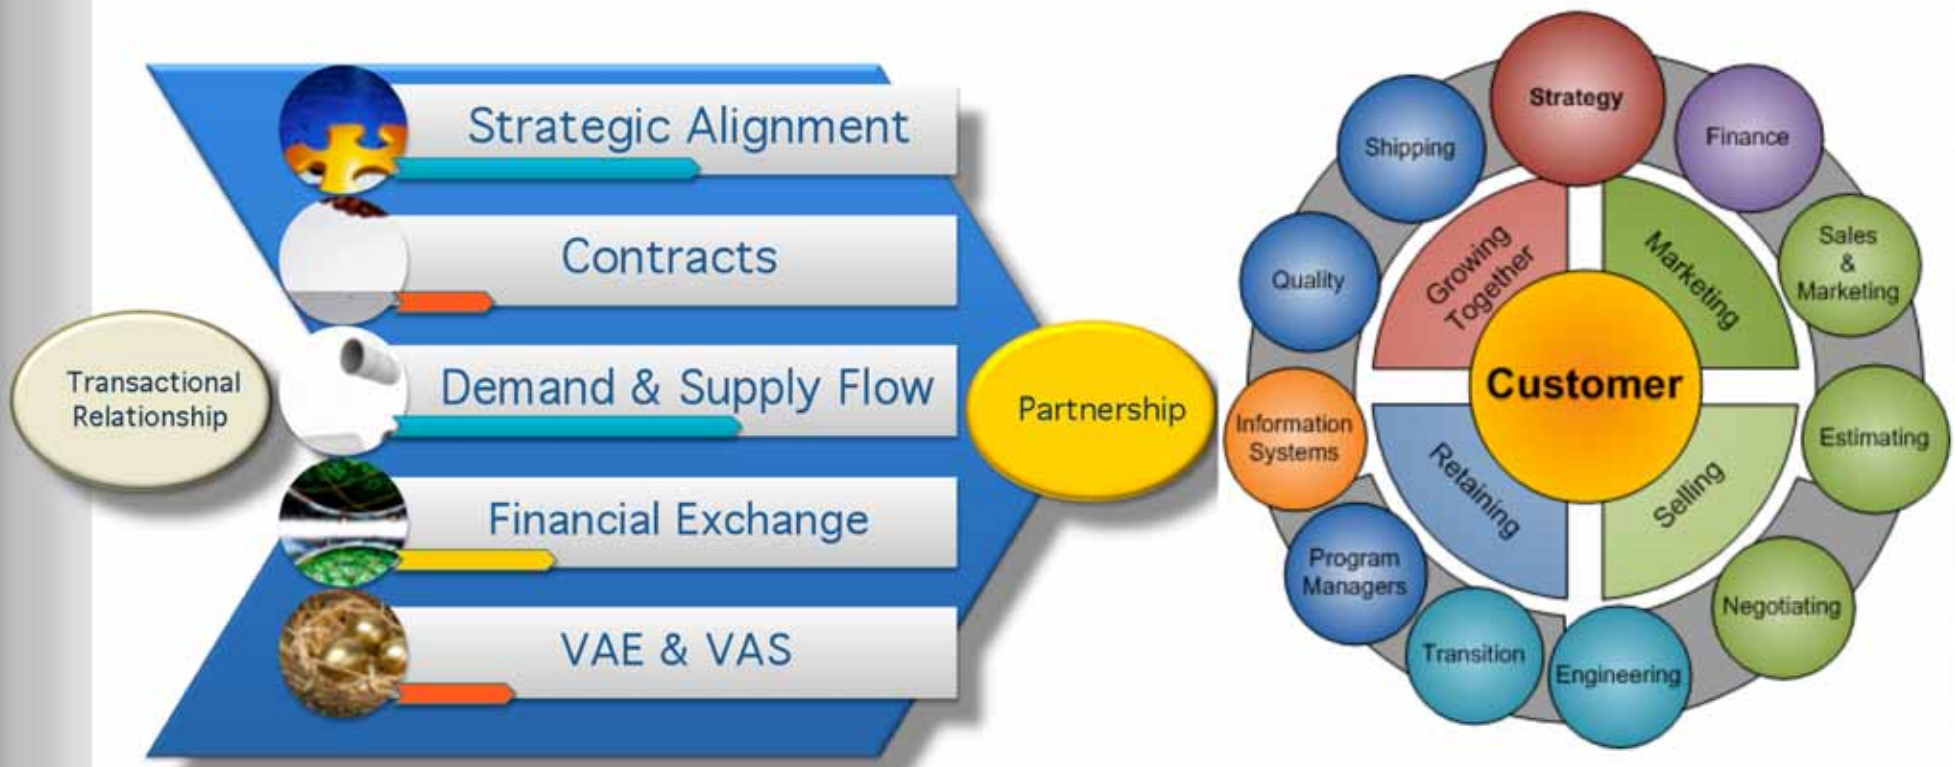 Strategic Alignment
Contracts
Transactional
Relationship
Demand & Supply Flow
Partnership
Financial Exchange
VAE & VAS
Strategy
Finance
Sales
&
Marketing
Estimating
Negotiating
Engineering
Transition
Program
Managers
Information
Systems
Quality
Shipping
Growing
Together
Marketing
Customer
Retaining
Selling